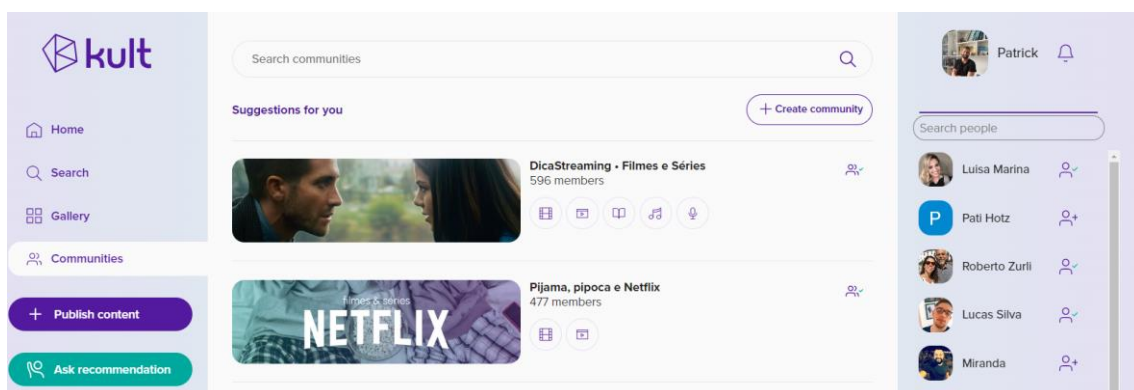 kult
Home
Search
Gallery
Communities
+ Publish content
Ask recommendation
Search communities
Suggestions for you
+ Create community
DicaStreaming • Filmes e Séries
596 members
filmes & séries
NETFLIX
Pijama, pipoca e Netflix
477 members
Patrick
Search people
Luisa Marina
P
Pati Hotz
Roberto Zurli
Lucas Silva
Miranda